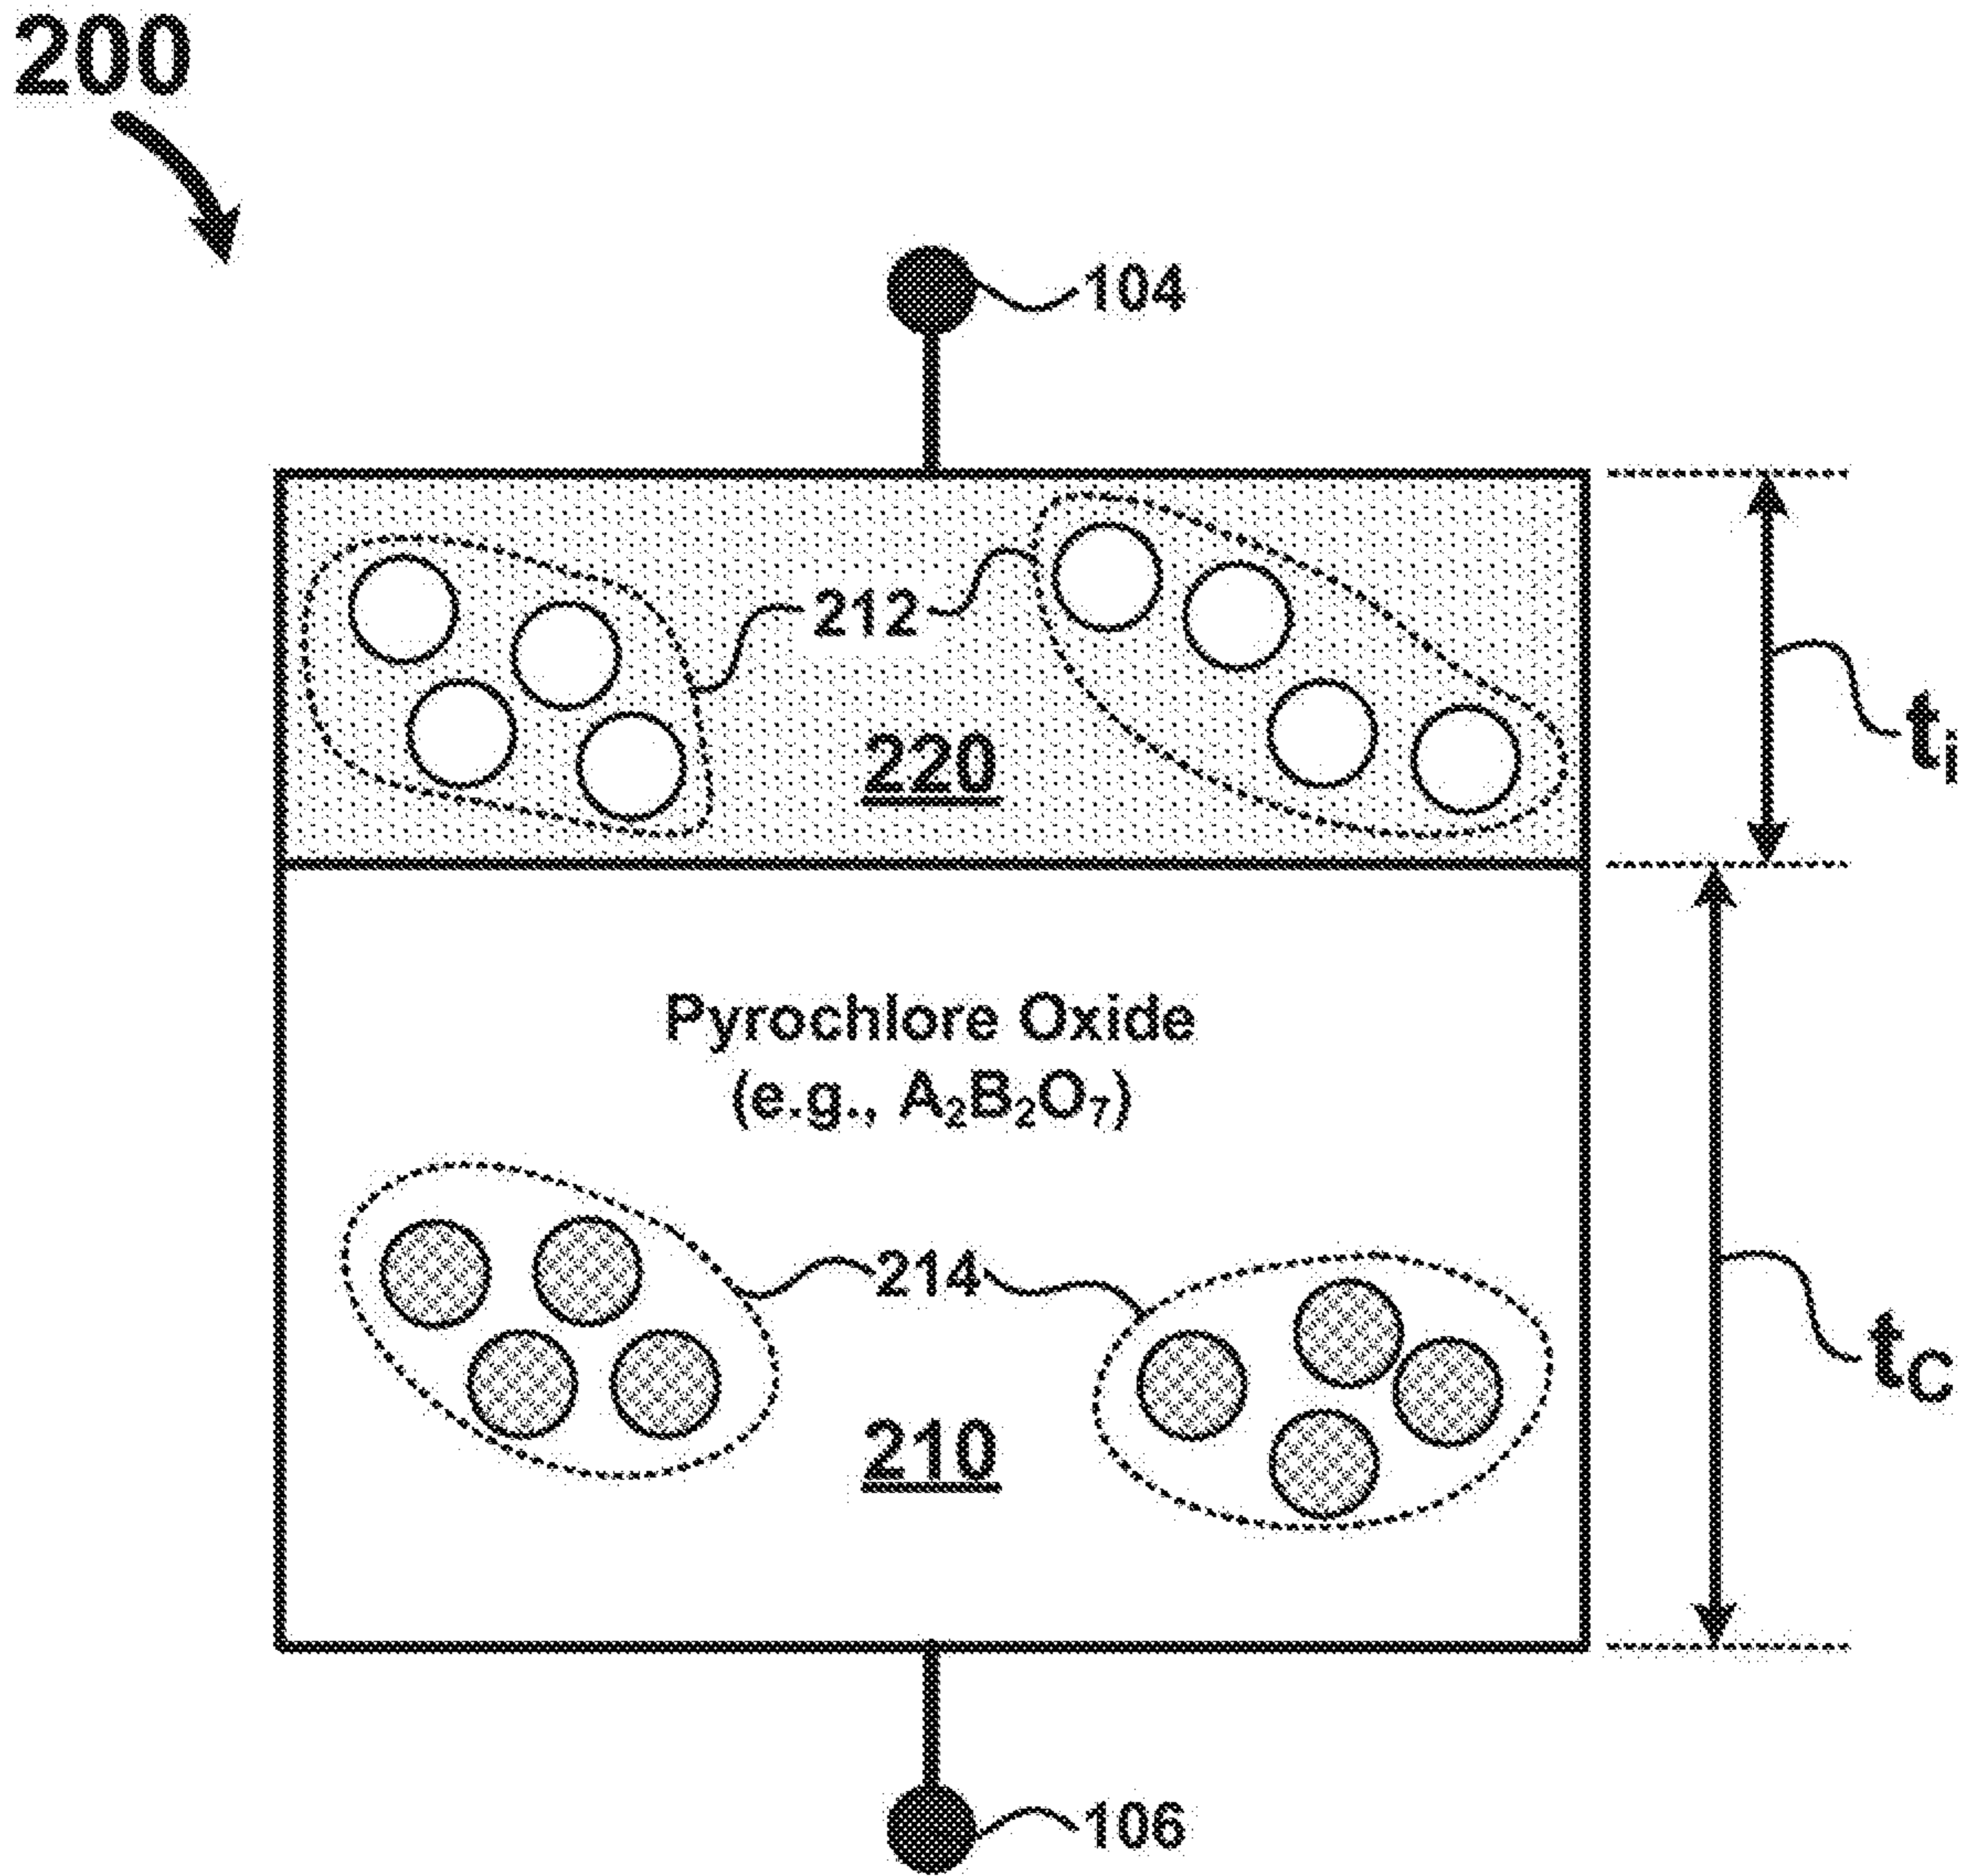 200
104
212
220
tᵢ
Pyrochlore Oxide
(e.g., A₂B₂O₇)
214
tC
210
106